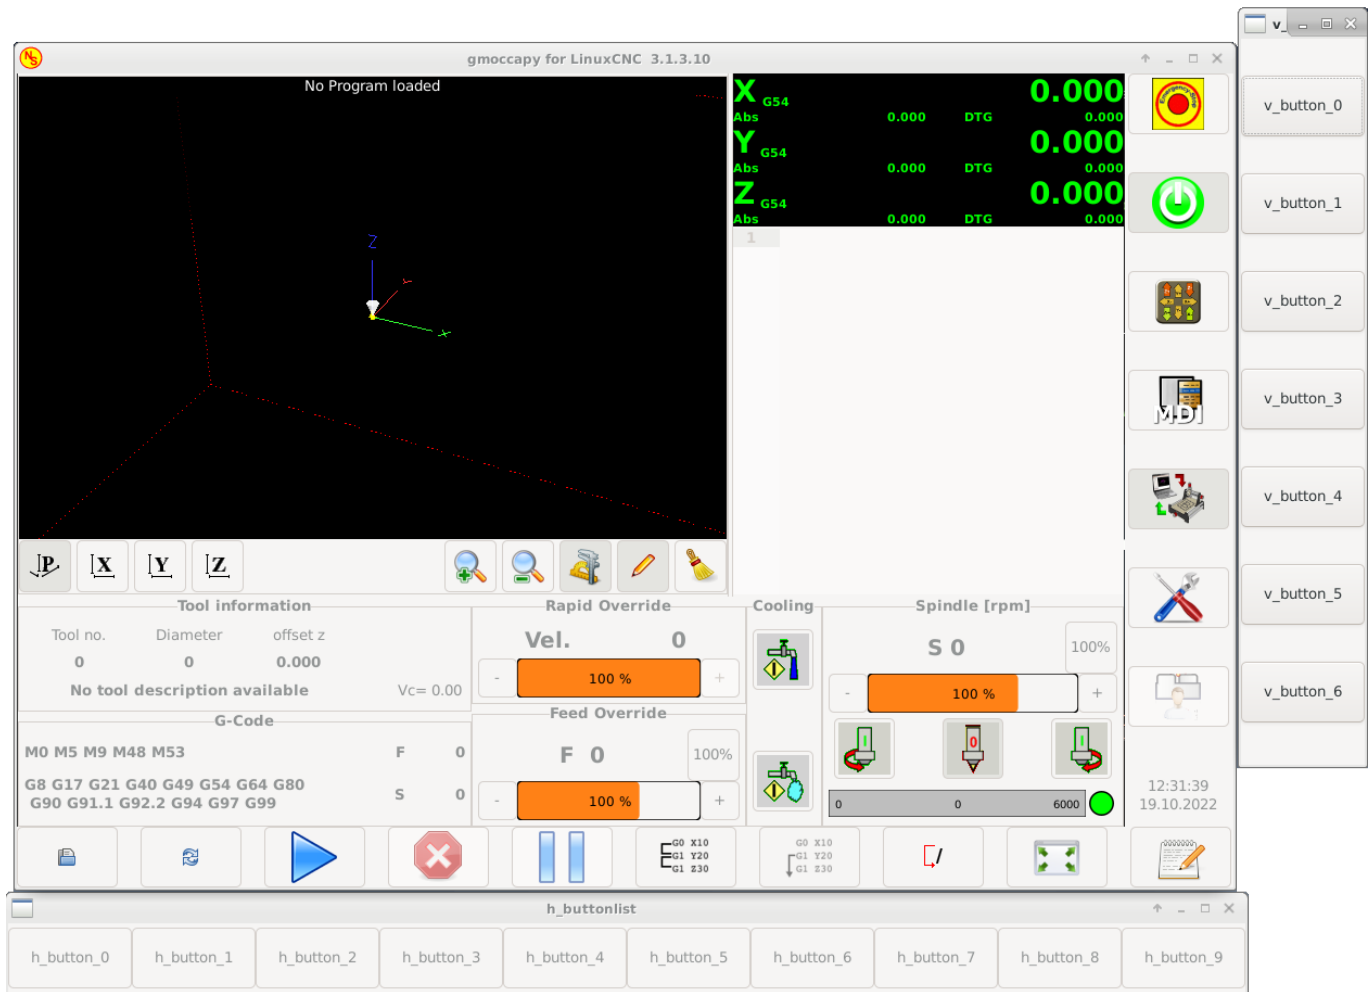 gmoccapy for LinuxCNC 3.1.3.10
v_
No Program loaded
X G54 0.000
Abs 0.000 DTG 0.000
Y G54 0.000
Abs 0.000 DTG 0.000
Z G54 0.000
Abs 0.000 DTG 0.000
1
Z
Y
X
Emergency-Stop
MDI
v_button_0
v_button_1
v_button_2
v_button_3
v_button_4
v_button_5
v_button_6
P X Y Z
Tool information
Tool no. Diameter offset z
0 0 0.000
No tool description available Vc= 0.00
G-Code
M0 M5 M9 M48 M53 F 0
G8 G17 G21 G40 G49 G54 G64 G80
G90 G91.1 G92.2 G94 G97 G99
S 0
Rapid Override
Vel. 0
- 100 % +
Feed Override
F 0 100%
- 100 % +
Cooling
Spindle [rpm]
S 0 100%
- 100 % +
I 0 I
0 0 6000
12:31:39
19.10.2022
G0 X10
G1 Y20
G1 Z30
G0 X10
G1 Y20
G1 Z30
/
h_buttonlist
h_button_0 h_button_1 h_button_2 h_button_3 h_button_4 h_button_5 h_button_6 h_button_7 h_button_8 h_button_9